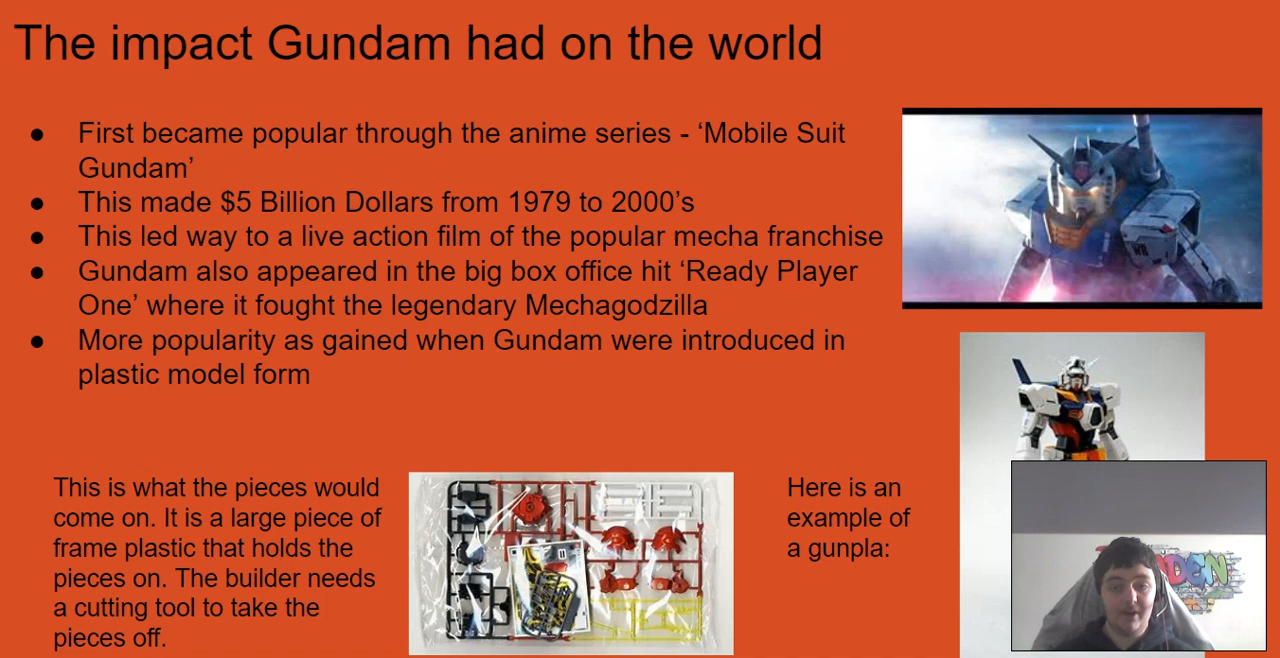 The impact Gundam had on the world
● First became popular through the anime series - ‘Mobile Suit
Gundam’
● This made $5 Billion Dollars from 1979 to 2000’s
● This led way to a live action film of the popular mecha franchise
● Gundam also appeared in the big box office hit ‘Ready Player
One’ where it fought the legendary Mechagodzilla
● More popularity as gained when Gundam were introduced in
plastic model form
This is what the pieces would
come on. It is a large piece of
frame plastic that holds the
pieces on. The builder needs
a cutting tool to take the
pieces off.
Here is an
example of
a gunpla: